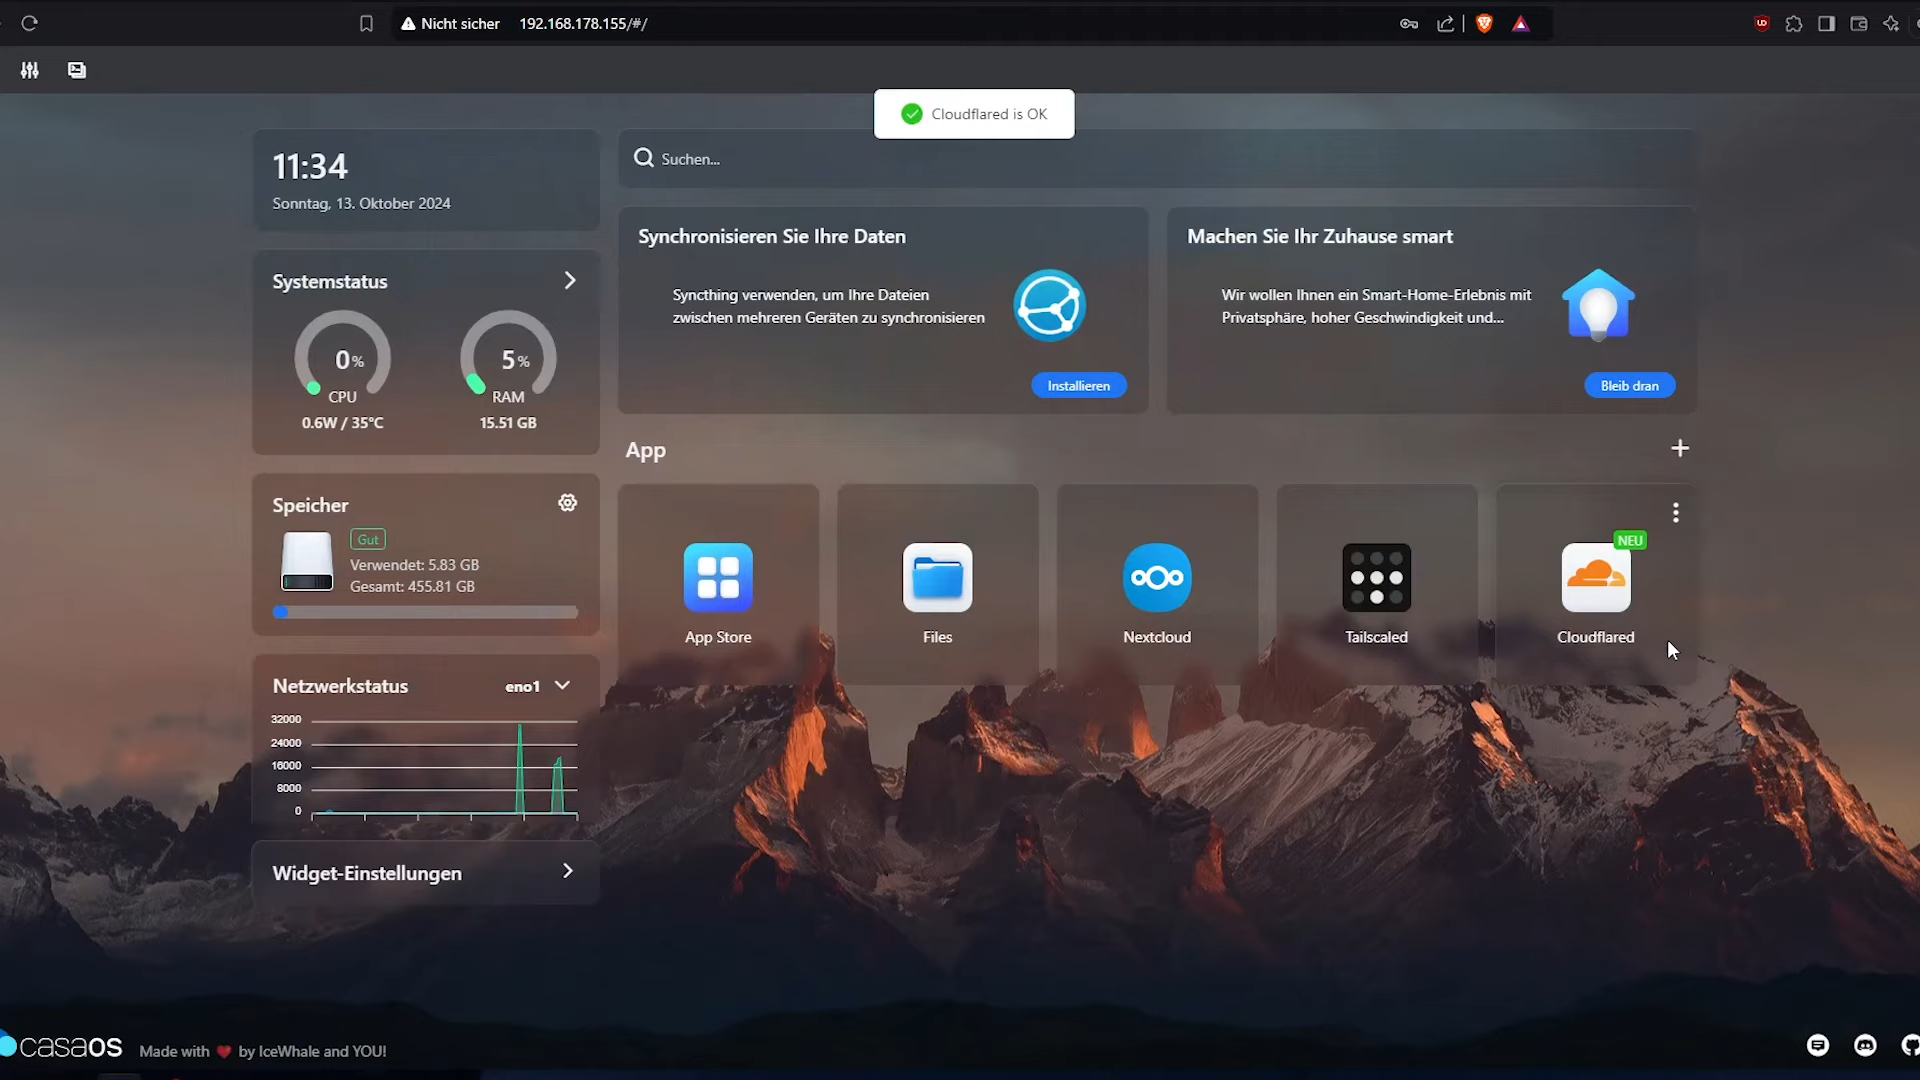 Nicht sicher 192.168.178.155/#/
UD
Cloudflared is OK
11:34
Sonntag, 13. Oktober 2024
Suchen...
Systemstatus
0%
CPU
0.6W / 35°C
5%
RAM
15.51 GB
Synchronisieren Sie Ihre Daten
Syncthing verwenden, um Ihre Dateien
zwischen mehreren Geräten zu synchronisieren
Installieren
Machen Sie Ihr Zuhause smart
Wir wollen Ihnen ein Smart-Home-Erlebnis mit
Privatsphäre, hoher Geschwindigkeit und...
Bleib dran
Speicher
Gut
Verwendet: 5.83 GB
Gesamt: 455.81 GB
App
App Store
Files
Nextcloud
Tailscaled
NEU
Cloudflared
Netzwerkstatus
eno1
32000
24000
16000
8000
0
Widget-Einstellungen
casaos
Made with ❤ by IceWhale and YOU!